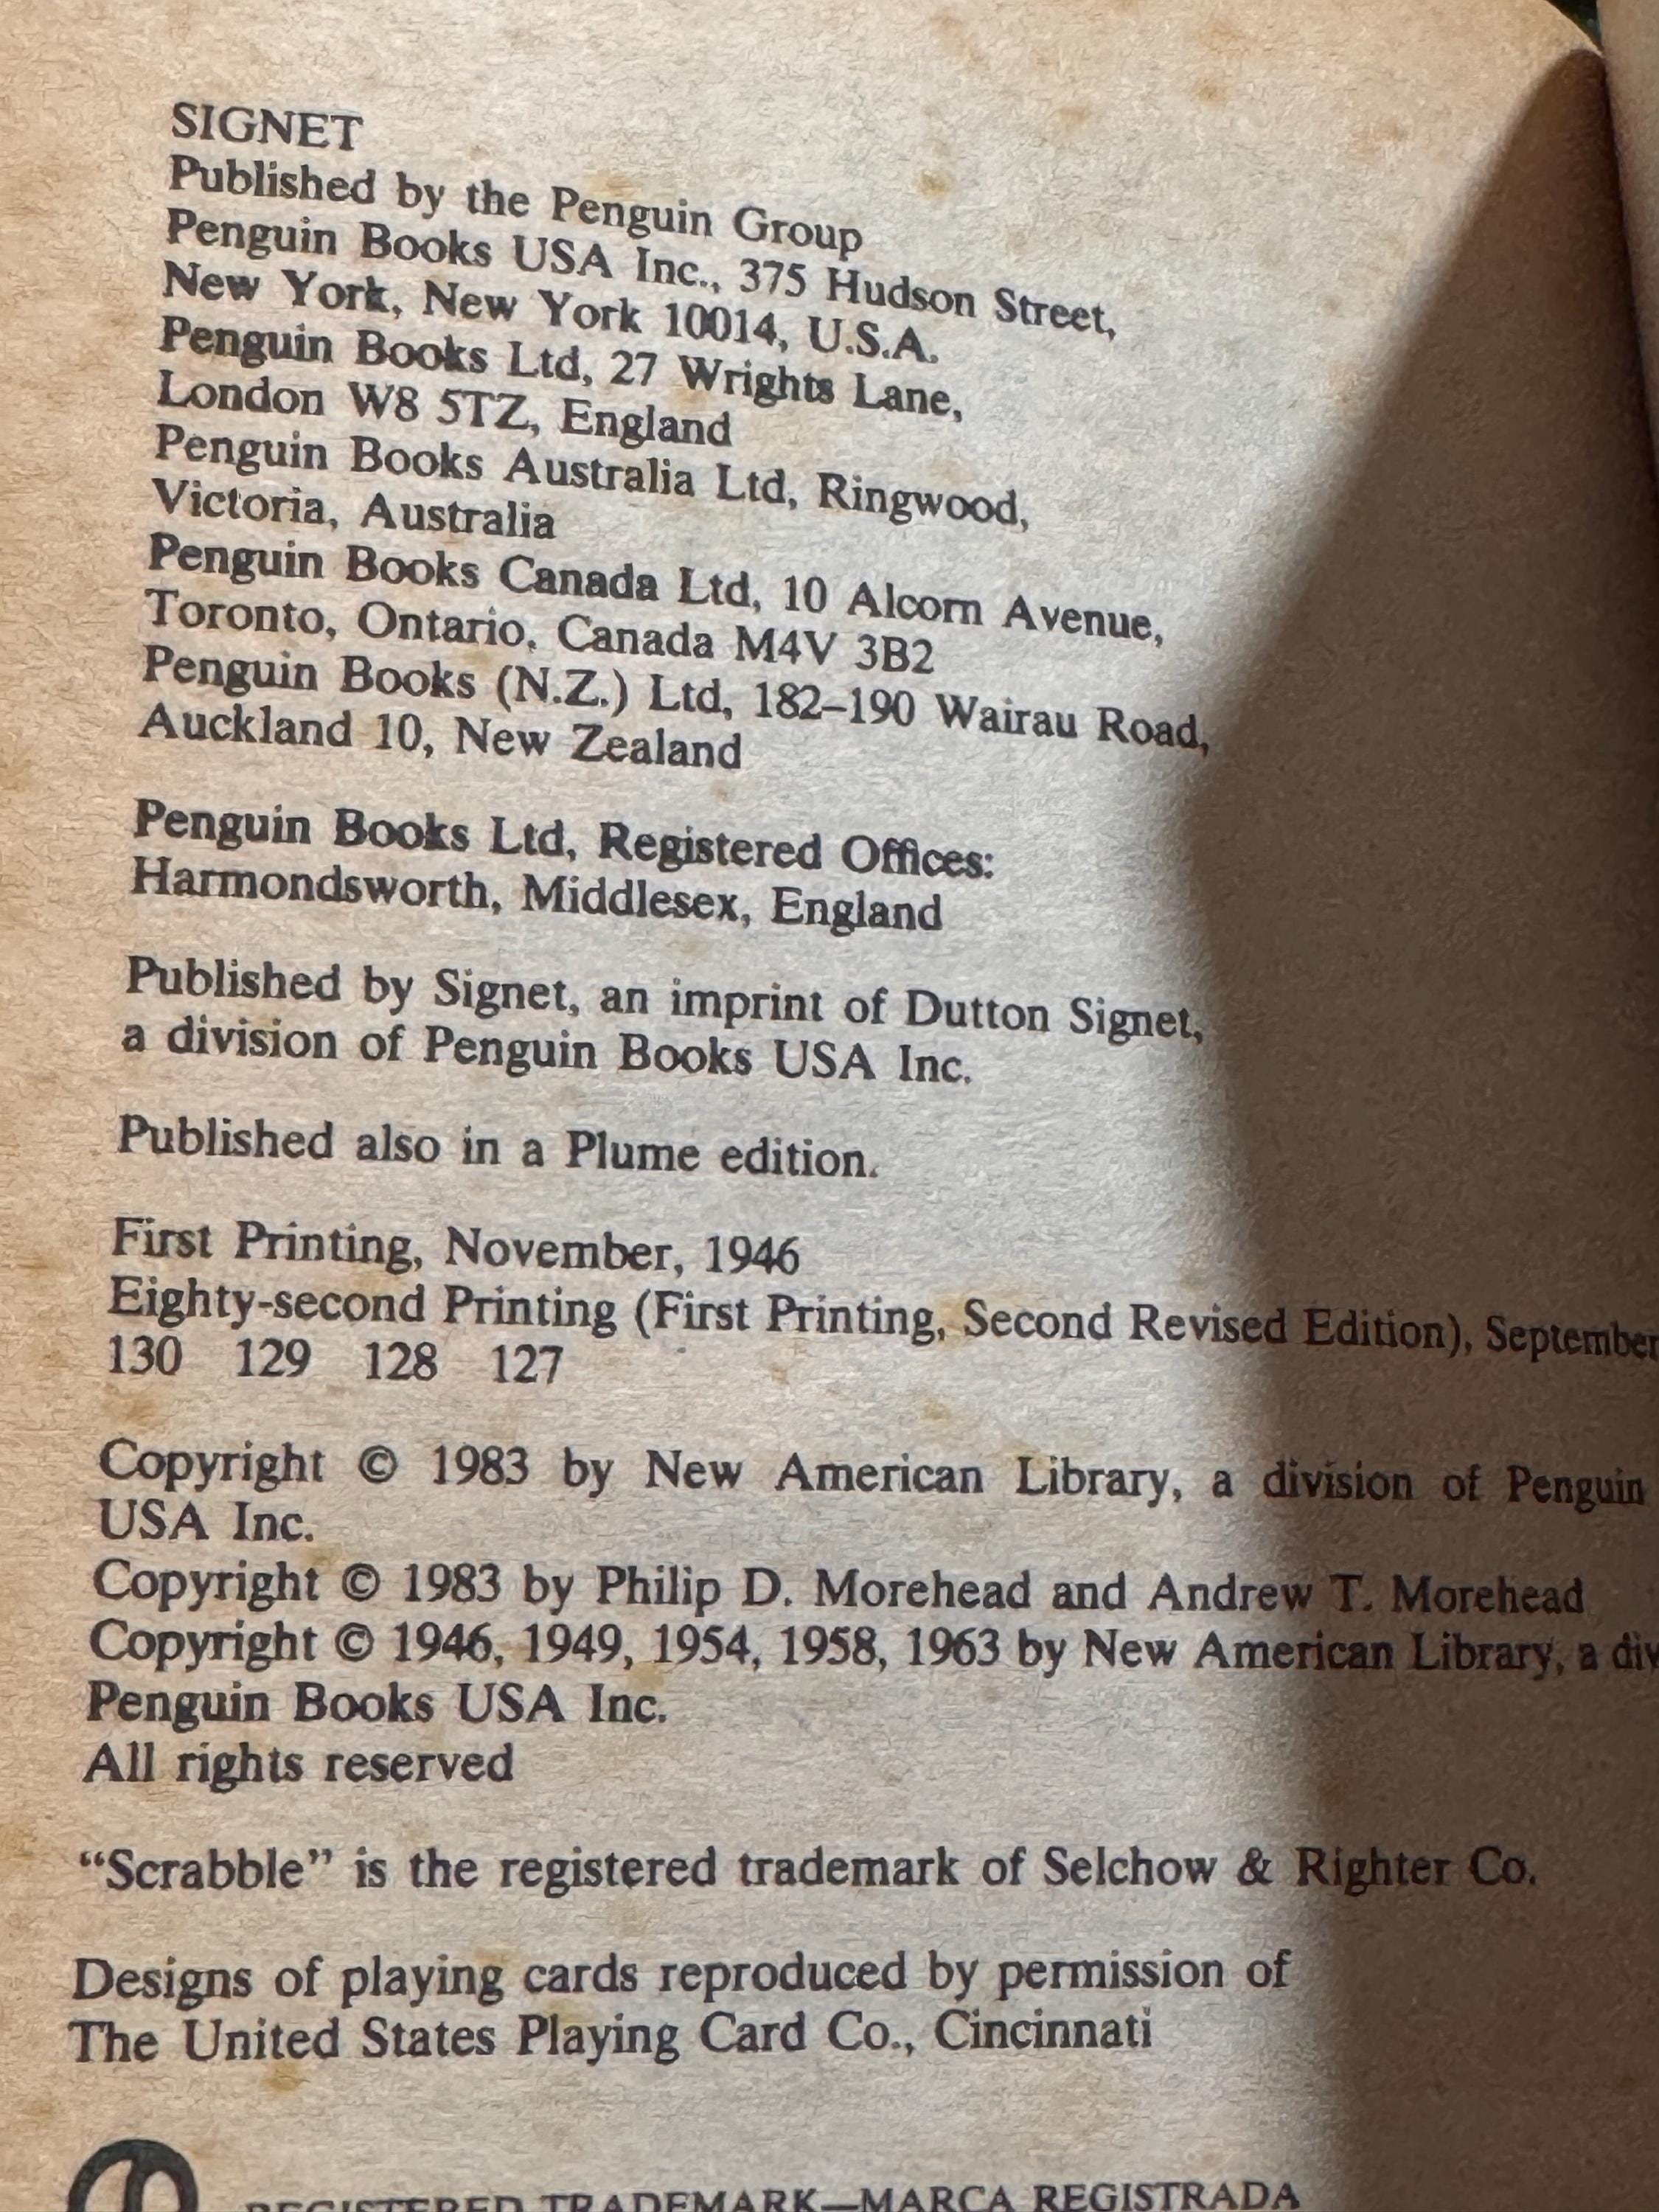 SIGNET
Published by the Penguin Group
Penguin Books USA Inc., 375 Hudson Street,
New York, New York 10014, U.S.A.
Penguin Books Ltd, 27 Wrights Lane,
London W8 5TZ, England
Penguin Books Australia Ltd, Ringwood,
Victoria, Australia
Penguin Books Canada Ltd, 10 Alcorn Avenue,
Toronto, Ontario, Canada M4V 3B2
Penguin Books (N.Z.) Ltd, 182–190 Wairau Road,
Auckland 10, New Zealand
Penguin Books Ltd, Registered Offices:
Harmondsworth, Middlesex, England
Published by Signet, an imprint of Dutton Signet,
a division of Penguin Books USA Inc.
Published also in a Plume edition.
First Printing, November, 1946
Eighty-second Printing (First Printing, Second Revised Edition), September
130 129 128 127
Copyright © 1983 by New American Library, a division of Penguin
USA Inc.
Copyright © 1983 by Philip D. Morehead and Andrew T. Morehead
Copyright © 1946, 1949, 1954, 1958, 1963 by New American Library, a div
Penguin Books USA Inc.
All rights reserved
“Scrabble” is the registered trademark of Selchow & Righter Co.
Designs of playing cards reproduced by permission of
The United States Playing Card Co., Cincinnati
REGISTERED TRADEMARK—MARCA REGISTRADA